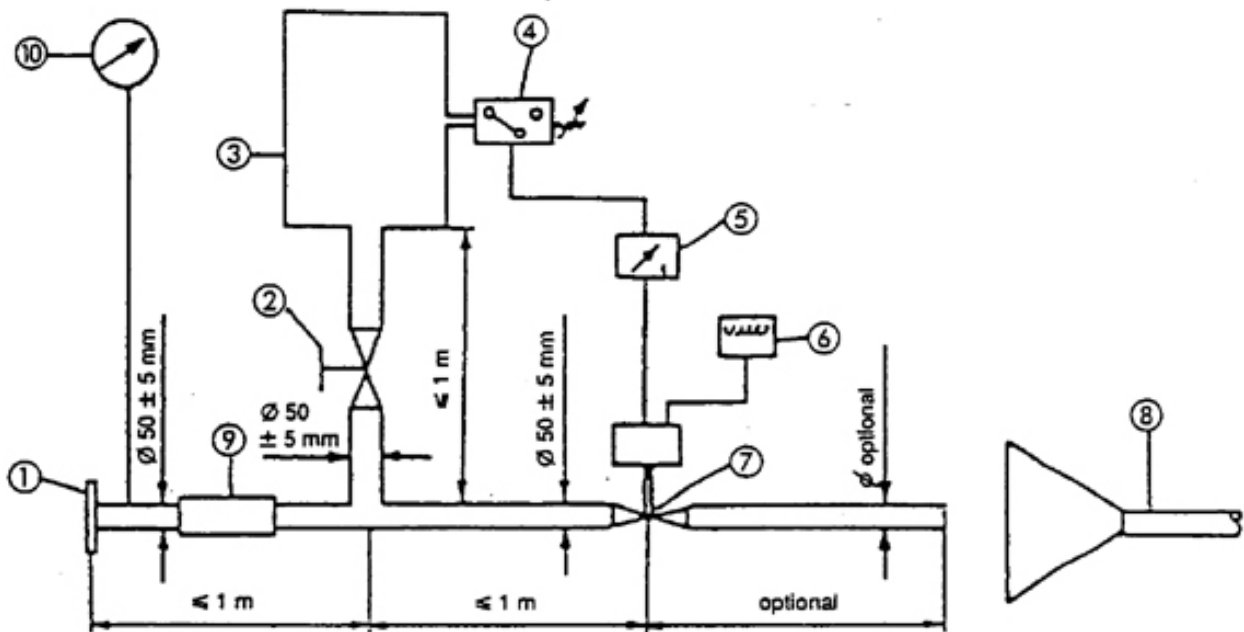 10
4
3
5
2
6
≤ 1 m
Ø 50 ± 5 mm
Ø 50
± 5 mm
Ø 50 ± 5 mm
Ø optional
9
7
8
1
≤ 1 m
≤ 1 m
optional